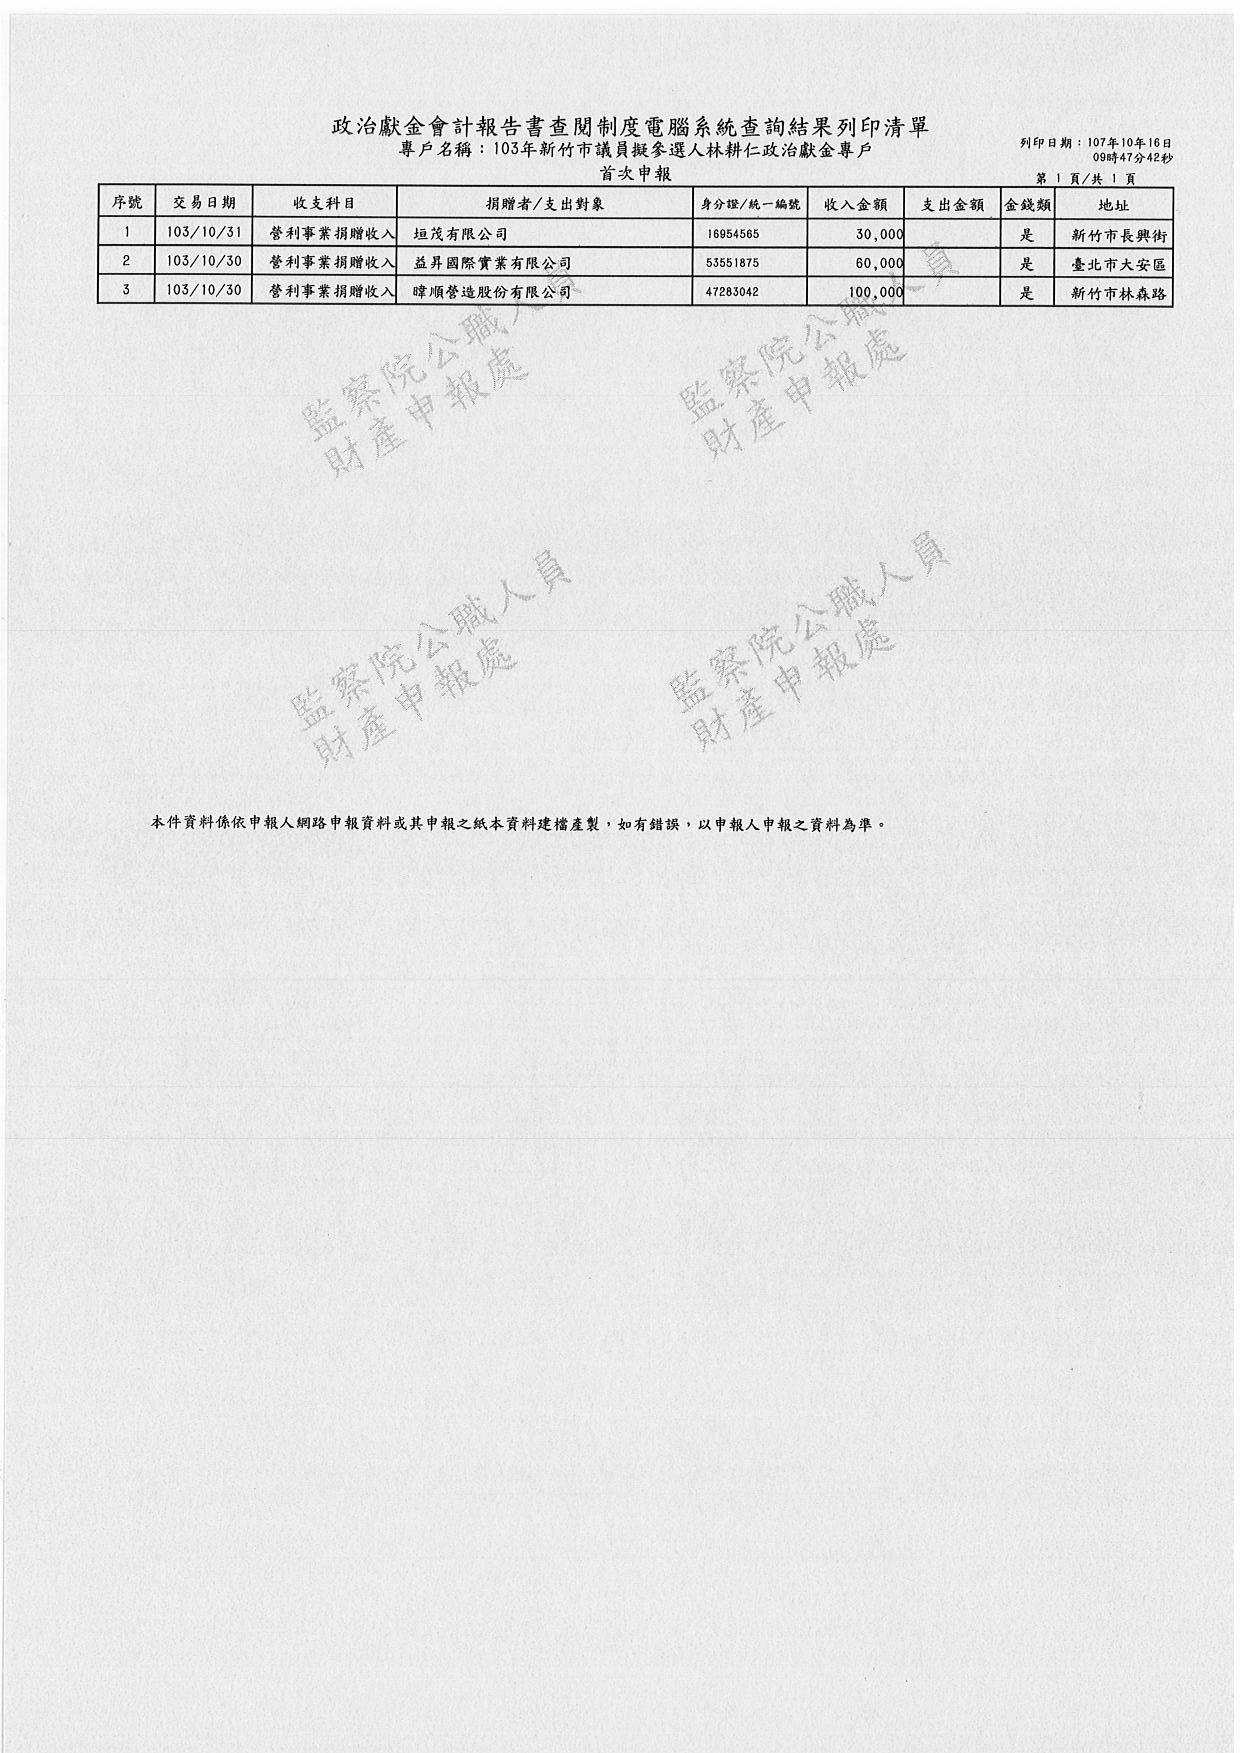 政治獻金會計報告書查閱制度電腦系統查詢結果列印清單
專戶名稱：103年新竹市議員擬參選人林耕仁政治獻金專戶
列印日期：107年10年16日
09時47分42秒
首次申報
第 1 頁/共 1 頁
序號 交易日期 收支科目 捐贈者/支出對象 身分證/統一編號 收入金額 支出金額 金錢類 地址
1 103/10/31 營利事業捐贈收入 垣茂有限公司 16954565 30,000 是 新竹市長興街
2 103/10/30 營利事業捐贈收入 益昇國際實業有限公司 53551875 60,000 是 臺北市大安區
3 103/10/30 營利事業捐贈收入 暐順營造股份有限公司 47283042 100,000 是 新竹市林森路
監察院公職人員
財產申報處
監察院公職人員
財產申報處
監察院公職人員
財產申報處
監察院公職人員
財產申報處
本件資料係依申報人網路申報資料或其申報之紙本資料建檔產製，如有錯誤，以申報人申報之資料為準。